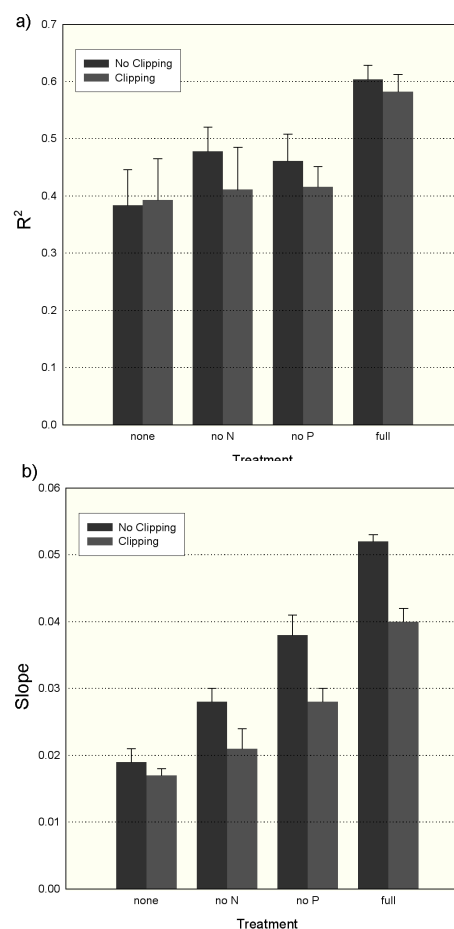 a)
0.7
No Clipping
Clipping
0.6
0.5
0.4
R²
0.3
0.2
0.1
0.0
none no N no P full
Treatment
b)
0.06
No Clipping
Clipping
0.05
0.04
Slope
0.03
0.02
0.01
0.00
none no N no P full
Treatment